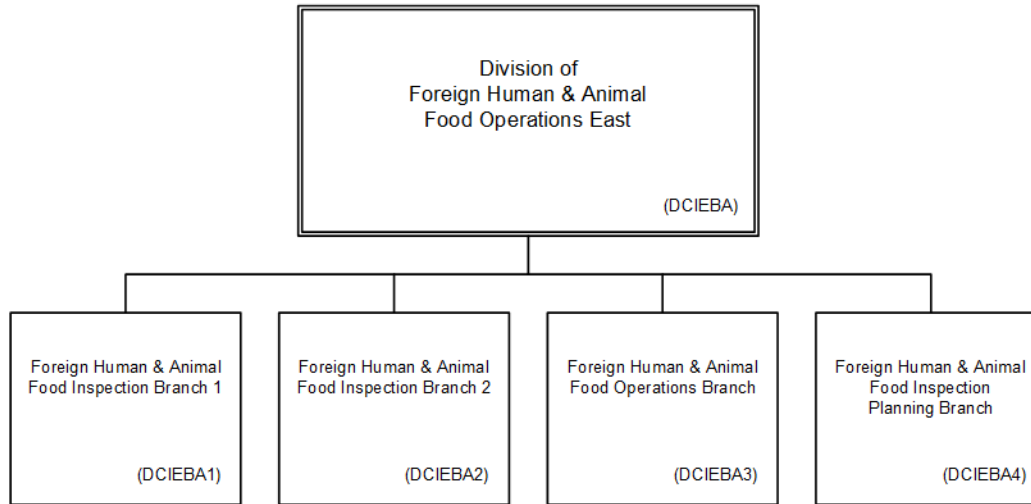 Division of
Foreign Human & Animal
Food Operations East
(DCIEBA)
Foreign Human & Animal
Food Inspection Branch 1
(DCIEBA1)
Foreign Human & Animal
Food Inspection Branch 2
(DCIEBA2)
Foreign Human & Animal
Food Operations Branch
(DCIEBA3)
Foreign Human & Animal
Food Inspection
Planning Branch
(DCIEBA4)